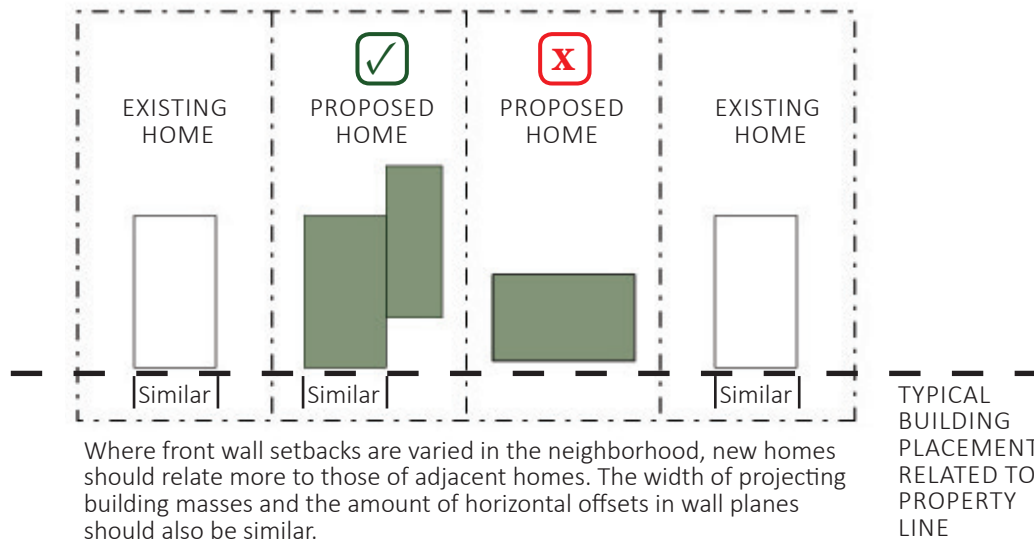 ✓
X
EXISTING
HOME
PROPOSED
HOME
PROPOSED
HOME
EXISTING
HOME
Similar
Similar
Similar
TYPICAL
BUILDING
PLACEMENT
RELATED TO
PROPERTY
LINE
Where front wall setbacks are varied in the neighborhood, new homes
should relate more to those of adjacent homes. The width of projecting
building masses and the amount of horizontal offsets in wall planes
should also be similar.